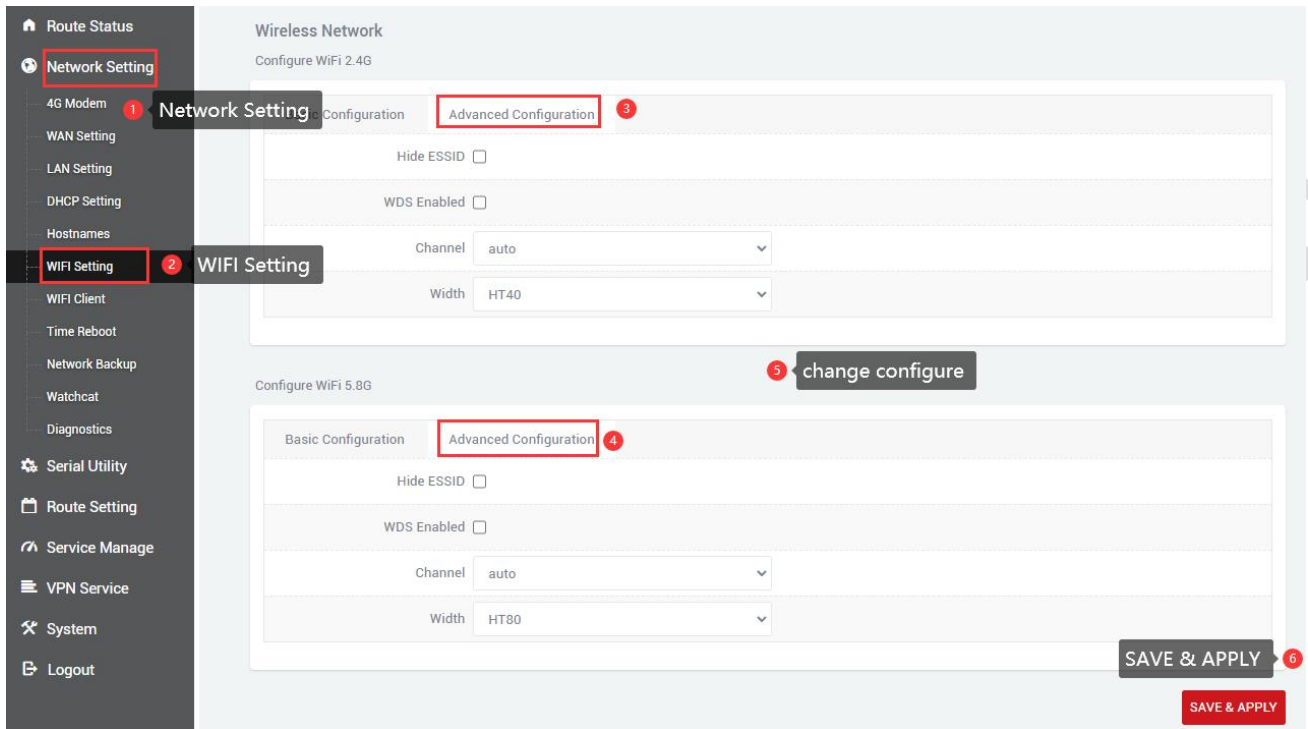 Route Status
Network Setting
4G Modem
1
Network Setting
WAN Setting
LAN Setting
DHCP Setting
Hostnames
WIFI Setting
2
WIFI Setting
WIFI Client
Time Reboot
Network Backup
Watchcat
Diagnostics
Serial Utility
Route Setting
Service Manage
VPN Service
System
Logout
Wireless Network
Configure WiFi 2.4G
Configuration
Advanced Configuration
3
Hide ESSID
WDS Enabled
Channel auto
Width HT40
5
change configure
Configure WiFi 5.8G
Basic Configuration
Advanced Configuration
4
Hide ESSID
WDS Enabled
Channel auto
Width HT80
SAVE & APPLY
6
SAVE & APPLY